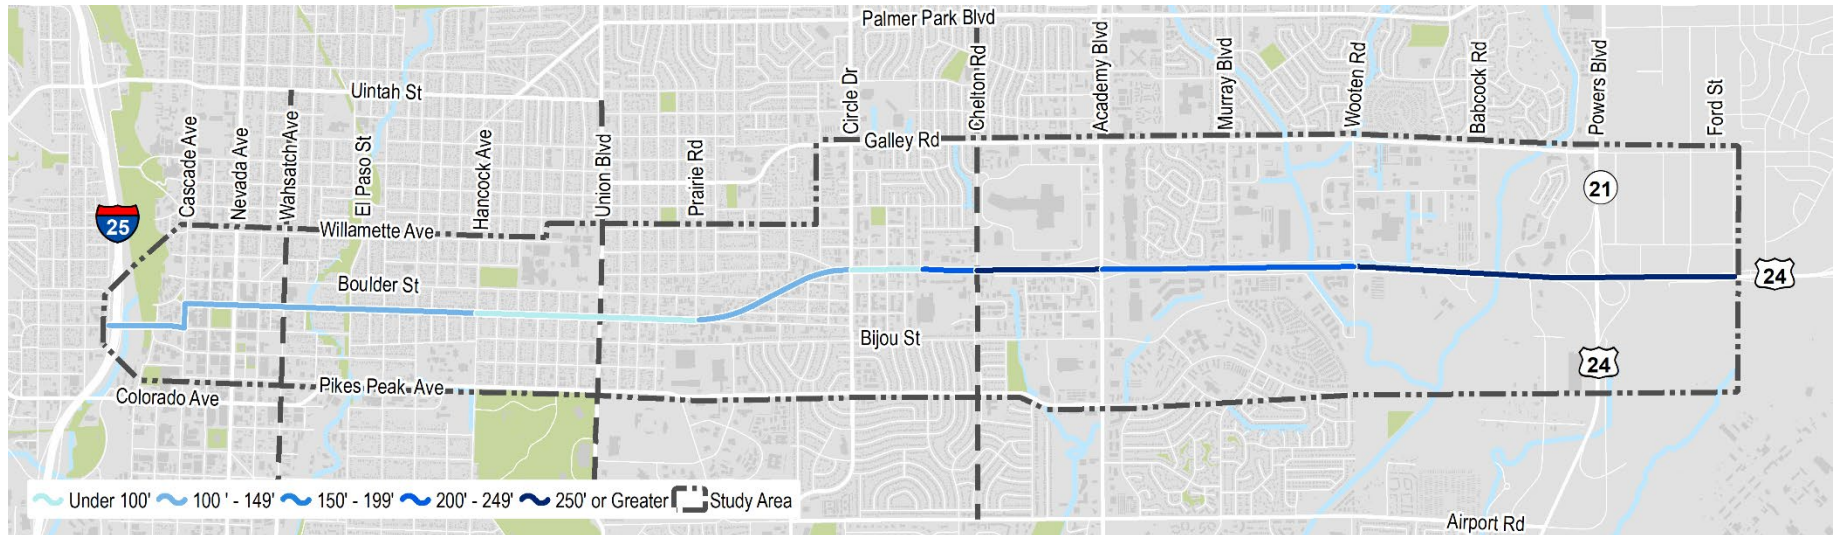 Palmer Park Blvd
Uintah St
Circle Dr
Chelton Rd
Academy Blvd
Murray Blvd
Wooten Rd
Babcock Rd
Powers Blvd
Ford St
Galley Rd
Cascade Ave
Nevada Ave
Wahsatch Ave
El Paso St
Hancock Ave
Union Blvd
Prairie Rd
21
25
Willamette Ave
Boulder St
24
Bijou St
24
Pikes Peak Ave
Colorado Ave
Under 100' 100 ' - 149' 150' - 199' 200' - 249' 250' or Greater Study Area
Airport Rd